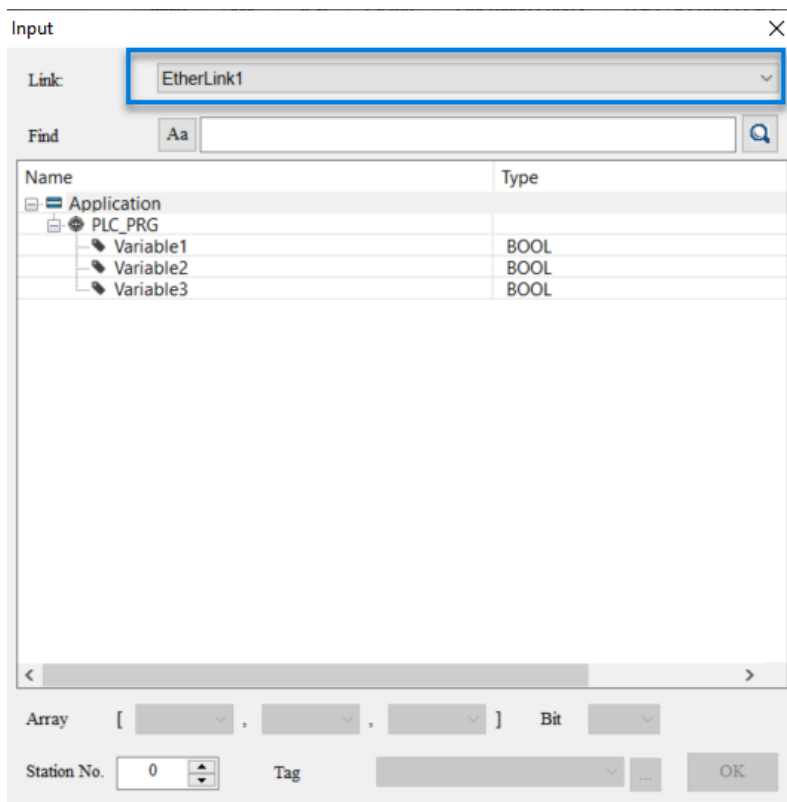 Input
Link: EtherLink1
Find Aa
Name Type
Application
PLC_PRG
Variable1 BOOL
Variable2 BOOL
Variable3 BOOL
Array [ , , ] Bit
Station No. 0 Tag ... OK